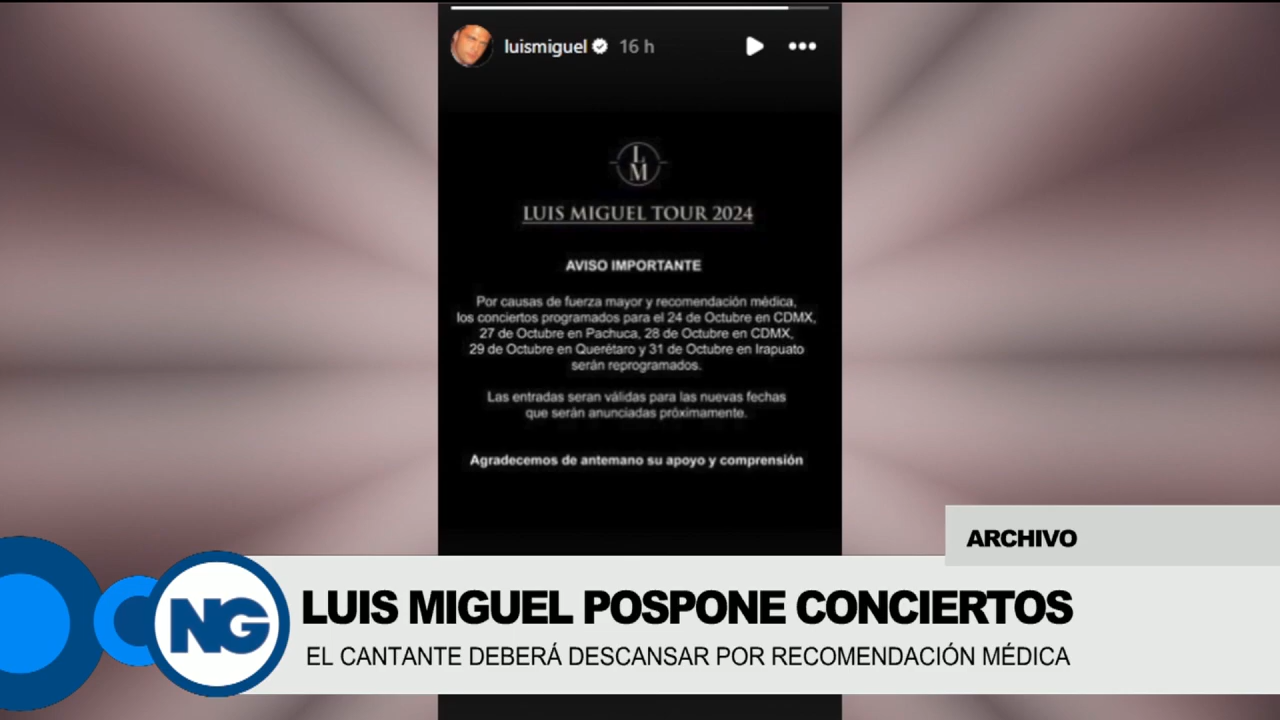 luismiguel 16 h
L
M
LUIS MIGUEL TOUR 2024
AVISO IMPORTANTE
Por causas de fuerza mayor y recomendación médica,
los conciertos programados para el 24 de Octubre en CDMX,
27 de Octubre en Pachuca, 28 de Octubre en CDMX,
29 de Octubre en Querétaro y 31 de Octubre en Irapuato
serán reprogramados.
Las entradas seran válidas para las nuevas fechas
que serán anunciadas próximamente.
Agradecemos de antemano su apoyo y comprensión
ARCHIVO
NG
LUIS MIGUEL POSPONE CONCIERTOS
EL CANTANTE DEBERÁ DESCANSAR POR RECOMENDACIÓN MÉDICA